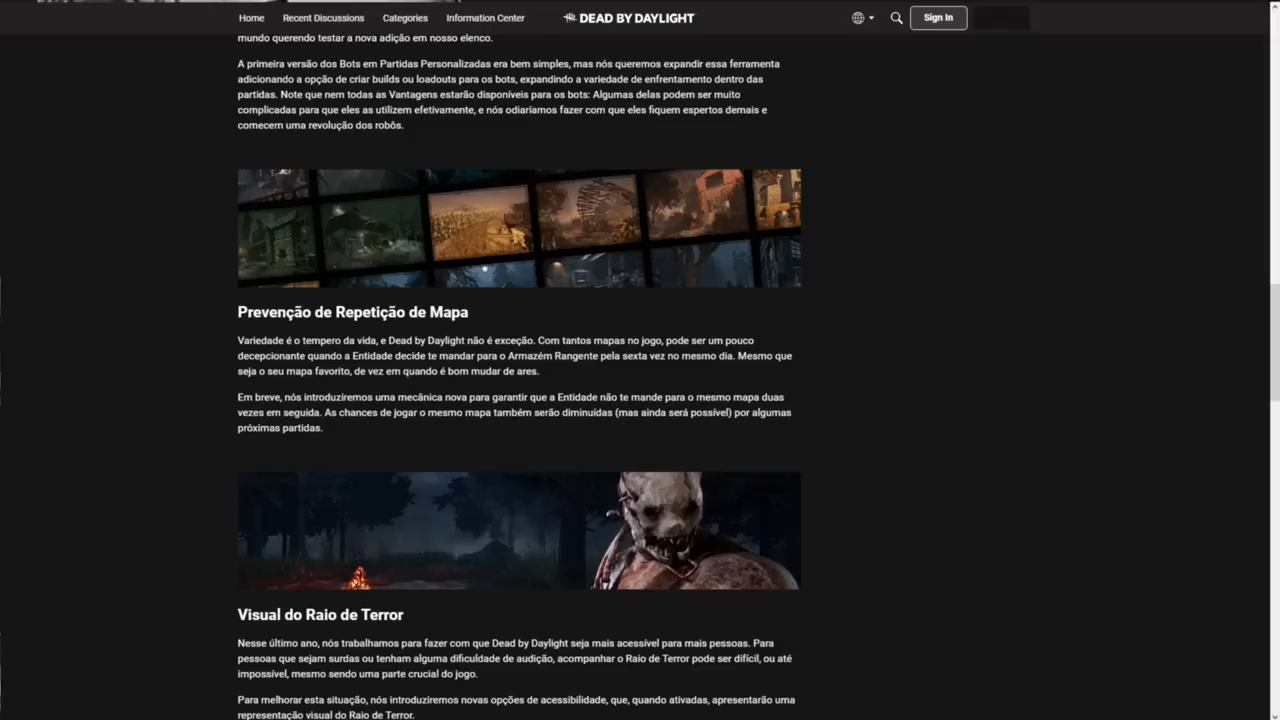 Home Recent Discussions Categories Information Center DEAD BY DAYLIGHT Sign In
mundo querendo testar a nova adição em nosso elenco.
A primeira versão dos Bots em Partidas Personalizadas era bem simples, mas nós queremos expandir essa ferramenta
adicionando a opção de criar builds ou loadouts para os bots, expandindo a variedade de enfrentamento dentro das
partidas. Note que nem todas as Vantagens estarão disponíveis para os bots: Algumas delas podem ser muito
complicadas para que eles as utilizem efetivamente, e nós odiaríamos fazer com que eles fiquem espertos demais e
comecem uma revolução dos robôs.
Prevenção de Repetição de Mapa
Variedade é o tempero da vida, e Dead by Daylight não é exceção. Com tantos mapas no jogo, pode ser um pouco
decepcionante quando a Entidade decide te mandar para o Armazém Rangente pela sexta vez no mesmo dia. Mesmo que
seja o seu mapa favorito, de vez em quando é bom mudar de ares.
Em breve, nós introduziremos uma mecânica nova para garantir que a Entidade não te mande para o mesmo mapa duas
vezes em seguida. As chances de jogar o mesmo mapa também serão diminuídas (mas ainda será possível) por algumas
próximas partidas.
Visual do Raio de Terror
Nesse último ano, nós trabalhamos para fazer com que Dead by Daylight seja mais acessível para mais pessoas. Para
pessoas que sejam surdas ou tenham alguma dificuldade de audição, acompanhar o Raio de Terror pode ser difícil, ou até
impossível, mesmo sendo uma parte crucial do jogo.
Para melhorar esta situação, nós introduziremos novas opções de acessibilidade, que, quando ativadas, apresentarão uma
representação visual do Raio de Terror.